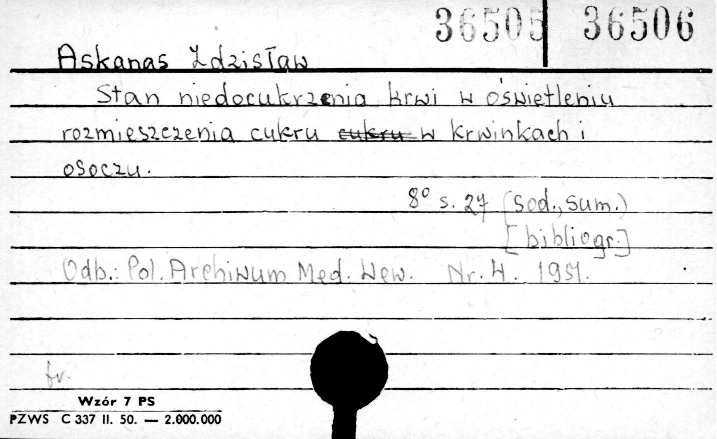 36505 36506
Askanas Zdzisław
Stan niedocukrzenia krwi w oświetleniu
rozmieszczenia cukru cukru w krwinkach i
osoczu.
8° s. 27 (sod., sum.)
[bibliogr.]
Odb.: Pol. Archiwum Med. Wew. Nr. 4. 1951.
fr.
Wzór 7 PS
PZWS C 337 II. 50. — 2.000.000